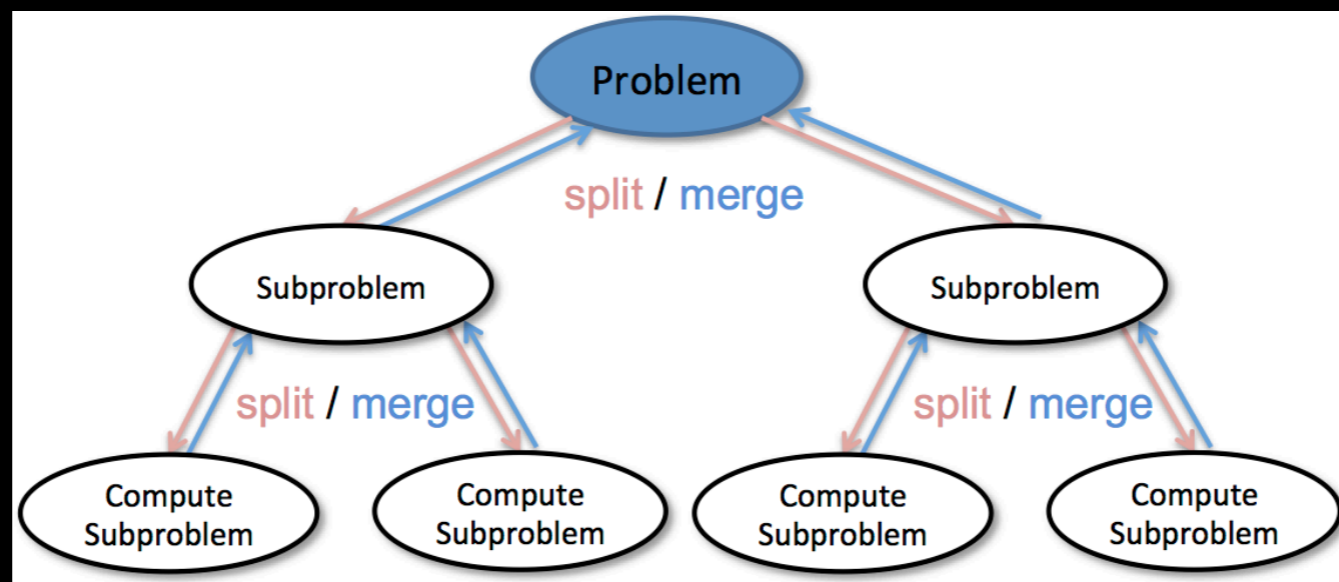 Problem
split / merge
Subproblem
Subproblem
split / merge
split / merge
Compute
Subproblem
Compute
Subproblem
Compute
Subproblem
Compute
Subproblem